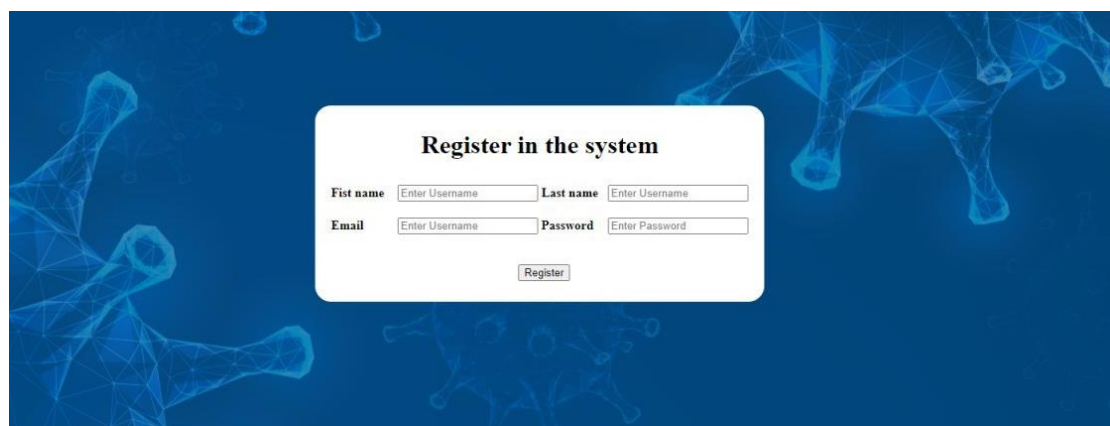 Register in the system
Fist name Enter Username Last name Enter Username
Email Enter Username Password Enter Password
Register